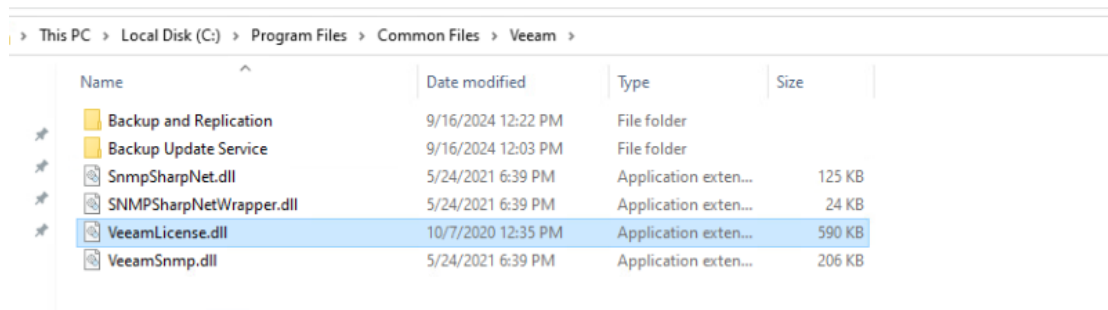 > This PC > Local Disk (C:) > Program Files > Common Files > Veeam >
Name Date modified Type Size
Backup and Replication 9/16/2024 12:22 PM File folder
Backup Update Service 9/16/2024 12:03 PM File folder
SnmpSharpNet.dll 5/24/2021 6:39 PM Application exten... 125 KB
SNMPSharpNetWrapper.dll 5/24/2021 6:39 PM Application exten... 24 KB
VeeamLicense.dll 10/7/2020 12:35 PM Application exten... 590 KB
VeeamSnmp.dll 5/24/2021 6:39 PM Application exten... 206 KB